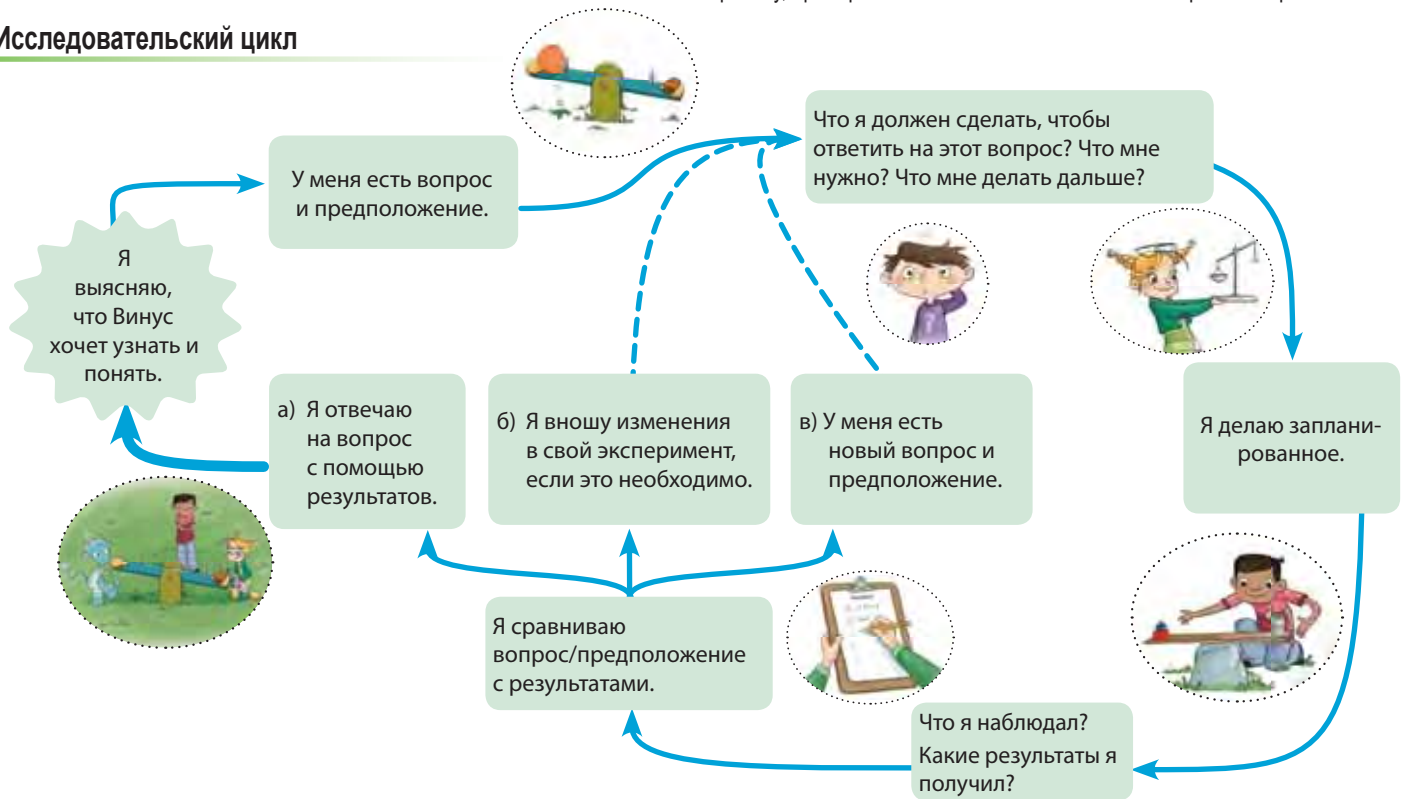 Исследовательский цикл
Что я должен сделать, чтобы
ответить на этот вопрос? Что мне
нужно? Что мне делать дальше?
У меня есть вопрос
и предположение.
Я
выясняю,
что Винус
хочет узнать и
понять.
а) Я отвечаю
на вопрос
с помощью
результатов.
б) Я вношу изменения
в свой эксперимент,
если это необходимо.
в) У меня есть
новый вопрос и
предположение.
Я делаю заплани-
рованное.
Я сравниваю
вопрос/предположение
с результатами.
Что я наблюдал?
Какие результаты я
получил?